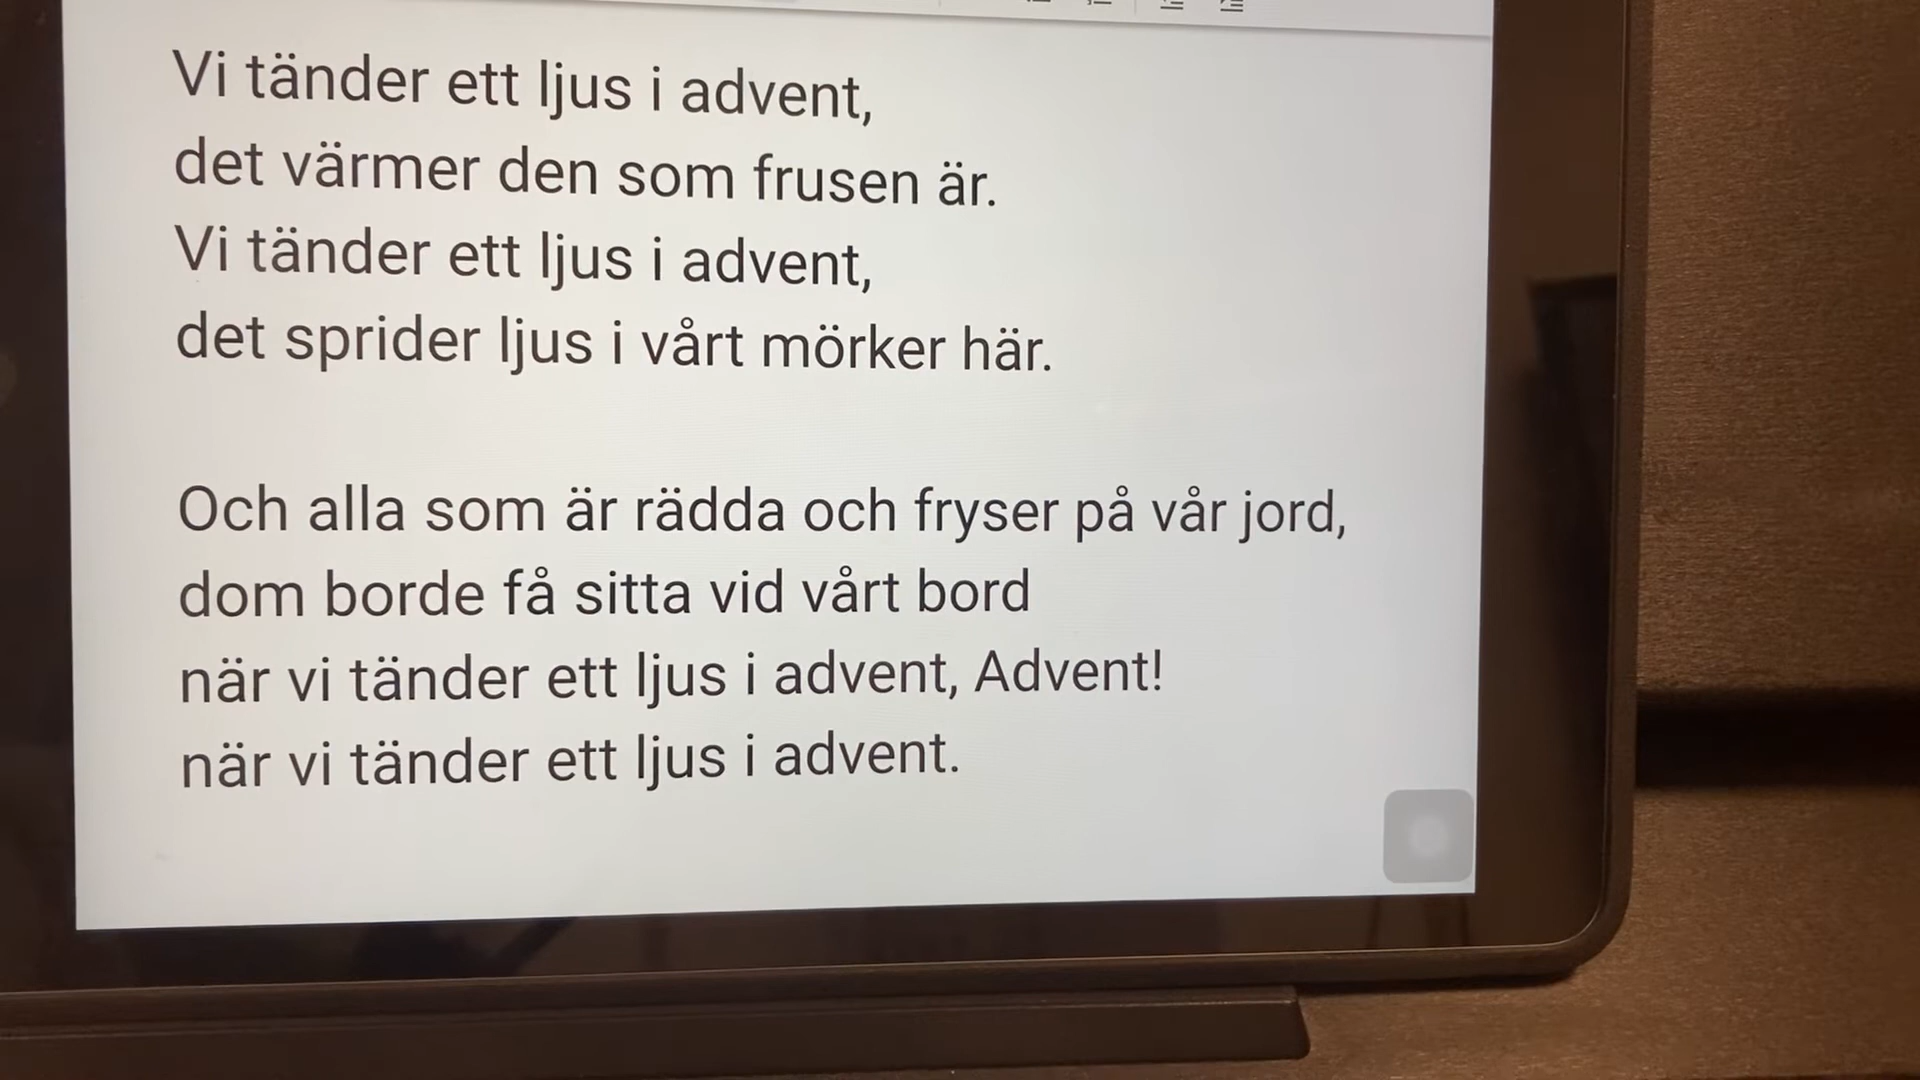 Vi tänder ett ljus i advent,
det värmer den som frusen är.
Vi tänder ett ljus i advent,
det sprider ljus i vårt mörker här.
Och alla som är rädda och fryser på vår jord,
dom borde få sitta vid vårt bord
när vi tänder ett ljus i advent, Advent!
när vi tänder ett ljus i advent.